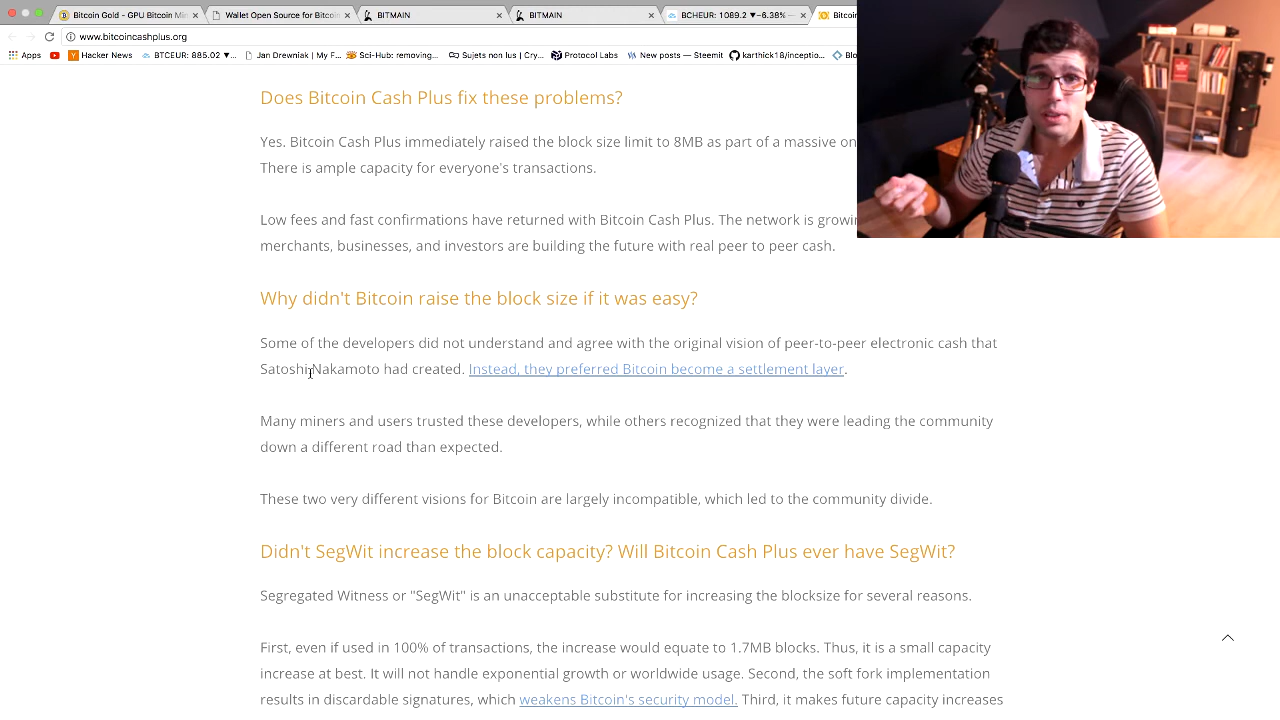 Bitcoin Gold - GPU Bitcoin Mi
Wallet Open Source for Bitcoi
BITMAIN
BITMAIN
BCHEUR: 1089.2 ▼−6.38%
Bitcoin
www.bitcoincashplus.org
Apps
Hacker News
BTCEUR: 885.02 ▼...
Jan Drewniak | My F...
Sci-Hub: removing...
Sujets non lus | Cry...
Protocol Labs
New posts — Steemit
karthick18/inceptio...
Blo
Does Bitcoin Cash Plus fix these problems?
Yes. Bitcoin Cash Plus immediately raised the block size limit to 8MB as part of a massive on
There is ample capacity for everyone's transactions.
Low fees and fast confirmations have returned with Bitcoin Cash Plus. The network is growin
merchants, businesses, and investors are building the future with real peer to peer cash.
Why didn't Bitcoin raise the block size if it was easy?
Some of the developers did not understand and agree with the original vision of peer-to-peer electronic cash that
Satoshi Nakamoto had created. Instead, they preferred Bitcoin become a settlement layer.
Many miners and users trusted these developers, while others recognized that they were leading the community
down a different road than expected.
These two very different visions for Bitcoin are largely incompatible, which led to the community divide.
Didn't SegWit increase the block capacity? Will Bitcoin Cash Plus ever have SegWit?
Segregated Witness or "SegWit" is an unacceptable substitute for increasing the blocksize for several reasons.
First, even if used in 100% of transactions, the increase would equate to 1.7MB blocks. Thus, it is a small capacity
increase at best. It will not handle exponential growth or worldwide usage. Second, the soft fork implementation
results in discardable signatures, which weakens Bitcoin's security model. Third, it makes future capacity increases